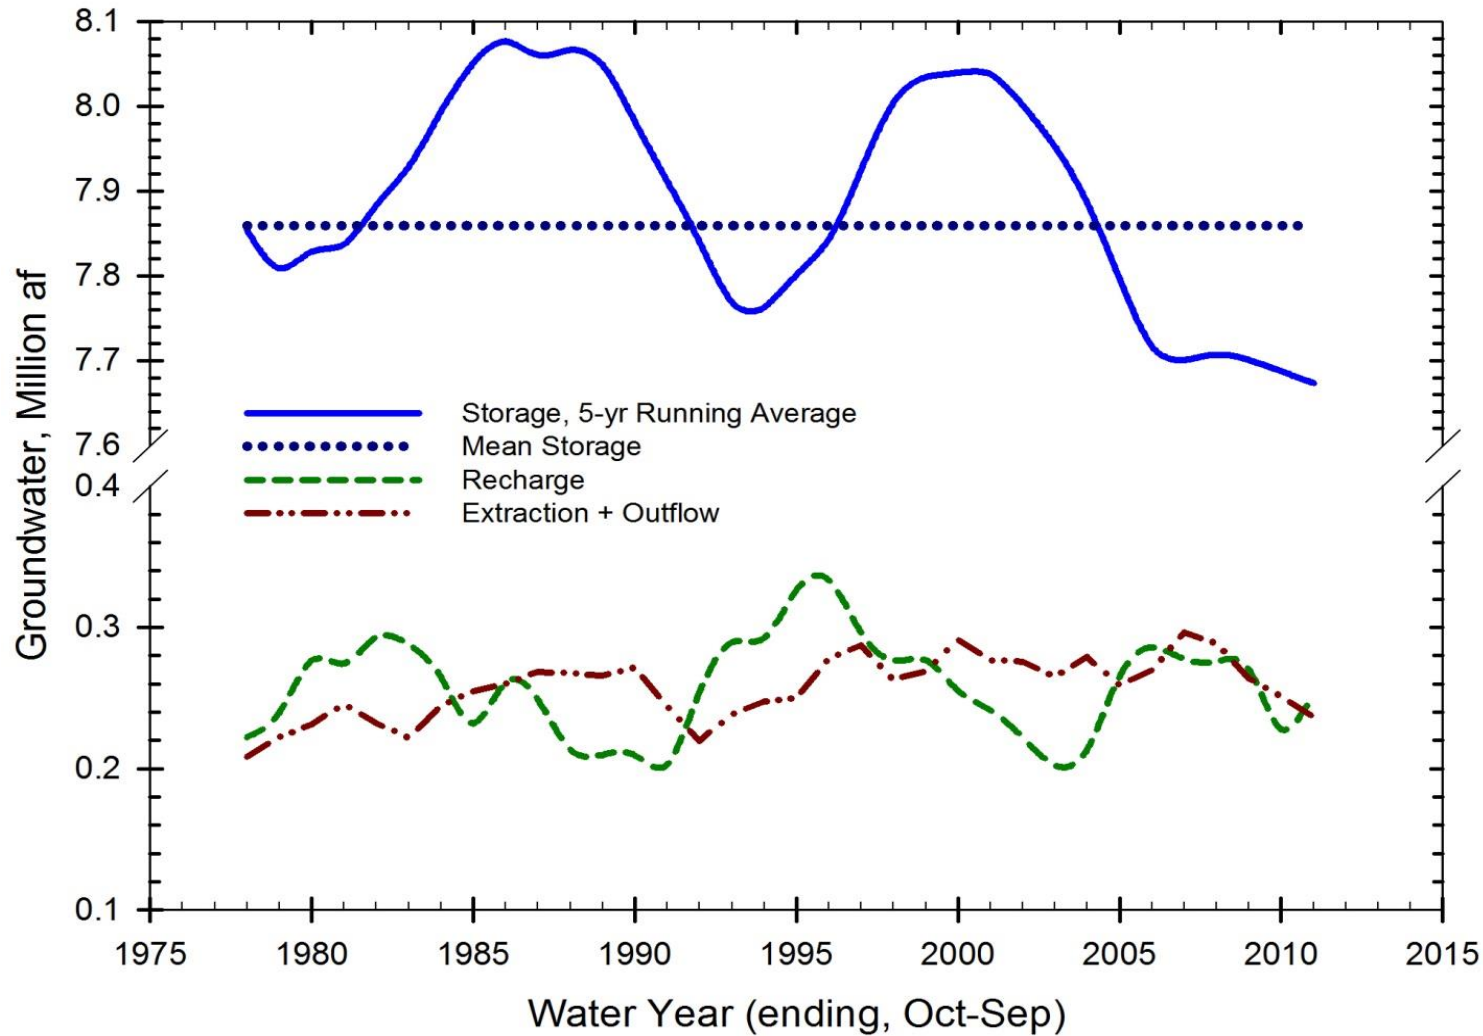 8.1
8.0
7.9
7.8
7.7
7.6
0.4
0.3
0.2
0.1
Groundwater, Million af
Storage, 5-yr Running Average
Mean Storage
Recharge
Extraction + Outflow
1975 1980 1985 1990 1995 2000 2005 2010 2015
Water Year (ending, Oct-Sep)